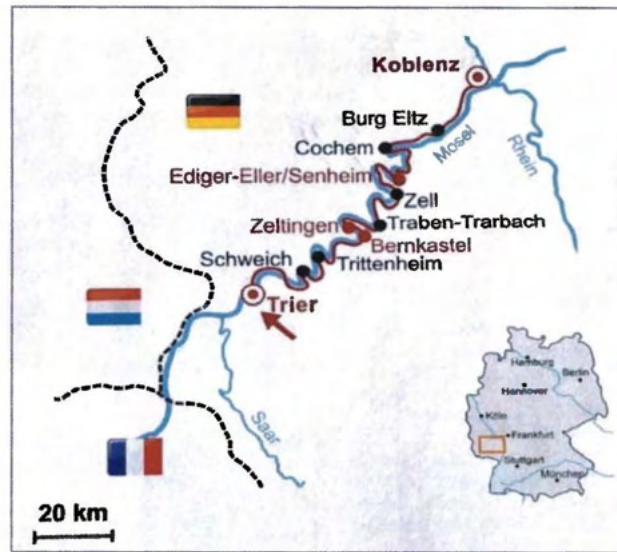 Koblenz
Burg Eltz
Cochem
Mosel
Rhein
Ediger-Eller/Senheim
Zell
Zeltingen
Traben-Trarbach
Bernkastel
Schweich
Trittenheim
Trier
Saar
20 km
Hamburg
Berlin
Hannover
Köln
Frankfurt
Stuttgart
München